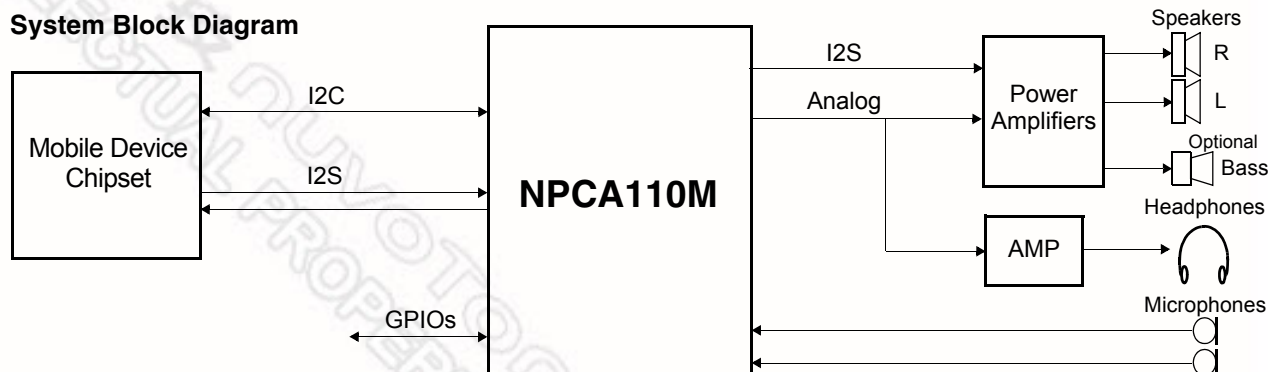 System Block Diagram
Mobile Device
Chipset
I2C
I2S
GPIOs
NPCA110M
I2S
Analog
Power
Amplifiers
AMP
Speakers
R
L
Optional
Bass
Headphones
Microphones
NUVOTON